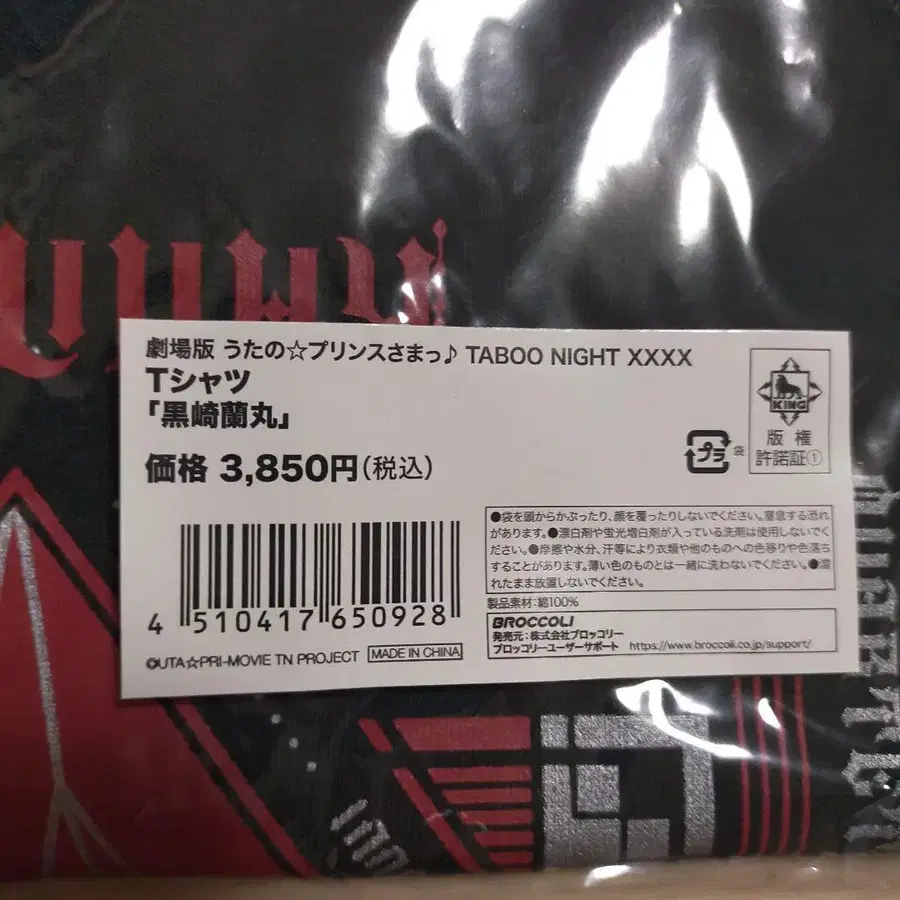 劇場版 うたの☆プリンスさまっ♪ TABOO NIGHT XXXX
Tシャツ
「黒崎蘭丸」
価格 3,850円(税込)
KING
版権
許諾証①
プラ
袋
●袋を頭からかぶったり、顔を覆ったりしないでください。窒息する恐れ
があります。●漂白剤や蛍光増白剤が入っている洗剤は使用しないでく
ださい。●摩擦や水分、汗等により衣類や他のものへの色移りや色落ち
することがあります。薄い色のものとは一緒に洗わないでください。●濡
れたまま放置しないでください。
製品素材:綿100%
BROCCOLI
発売元:株式会社ブロッコリー
ブロッコリーユーザーサポート https://www.broccoli.co.jp/support/
4 510417 650928
©UTA☆PRI-MOVIE TN PROJECT MADE IN CHINA